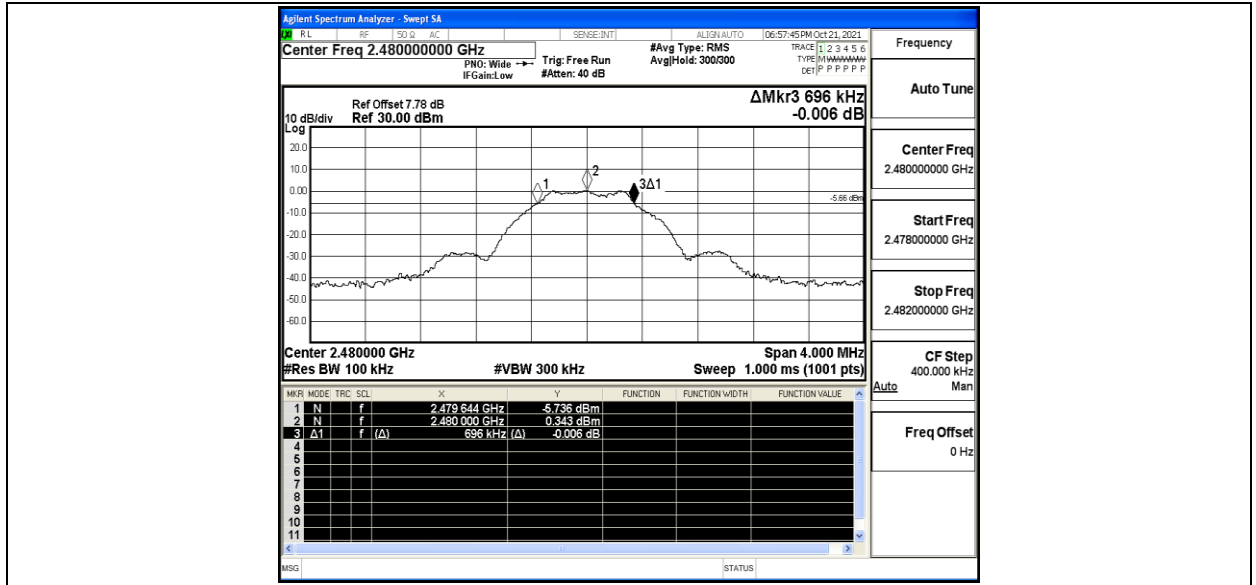 Agilent Spectrum Analyzer - Swept SA
RL RF 50 Ω AC SENSE:INT ALIGN AUTO 06:57:45 PM Oct 21, 2021
Center Freq 2.480000000 GHz
PNO: Wide
IFGain:Low
Trig: Free Run
#Atten: 40 dB
#Avg Type: RMS
Avg|Hold: 300/300
TRACE 1 2 3 4 5 6
TYPE M
DET P P P P P P
Frequency
Auto Tune
Center Freq
2.480000000 GHz
Start Freq
2.478000000 GHz
Stop Freq
2.482000000 GHz
CF Step
400.000 kHz
Auto Man
Freq Offset
0 Hz
ΔMkr3 696 kHz
-0.006 dB
Ref Offset 7.78 dB
10 dB/div Ref 30.00 dBm
Log
20.0
10.0
0.00
-10.0
-20.0
-30.0
-40.0
-50.0
-60.0
1
2
3Δ1
-5.66 dBm
Center 2.480000 GHz Span 4.000 MHz
#Res BW 100 kHz #VBW 300 kHz Sweep 1.000 ms (1001 pts)
MKR MODE TRC SCL X Y FUNCTION FUNCTION WIDTH FUNCTION VALUE
1 N f 2.479 644 GHz -5.736 dBm
2 N f 2.480 000 GHz 0.343 dBm
3 Δ1 f (Δ) 696 kHz (Δ) -0.006 dB
4
5
6
7
8
9
10
11
MSG STATUS